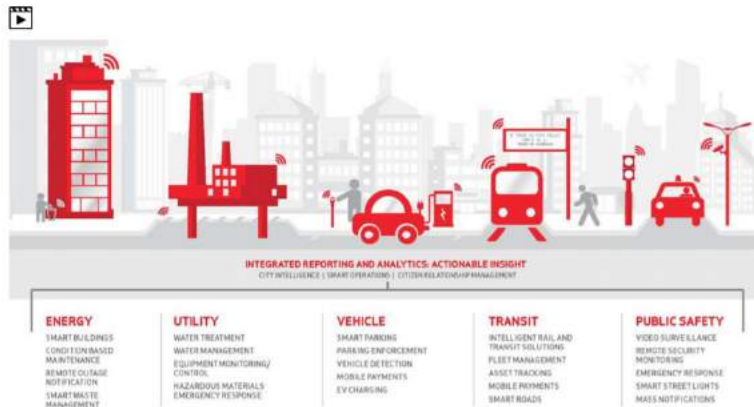 INTEGRATED REPORTING AND ANALYTICS: ACTIONABLE INSIGHT
CITY INTELLIGENCE | SMART OPERATIONS | CITIZEN RELATIONSHIP MANAGEMENT
ENERGY
SMART BUILDINGS
CONDITION BASED
MAINTENANCE
REMOTE OUTAGE
NOTIFICATION
SMART WASTE
MANAGEMENT
UTILITY
WATER TREATMENT
WATER MANAGEMENT
EQUIPMENT MONITORING/
CONTROL
HAZARDOUS MATERIALS
EMERGENCY RESPONSE
VEHICLE
SMART PARKING
PARKING ENFORCEMENT
VEHICLE DETECTION
MOBILE PAYMENTS
EV CHARGING
TRANSIT
INTELLIGENT RAIL AND
TRANSIT SOLUTIONS
FLEET MANAGEMENT
ASSET TRACKING
MOBILE PAYMENTS
SMART ROADS
PUBLIC SAFETY
VIDEO SURVEILLANCE
REMOTE SECURITY
MONITORING
EMERGENCY RESPONSE
SMART STREET LIGHTS
MASS NOTIFICATIONS